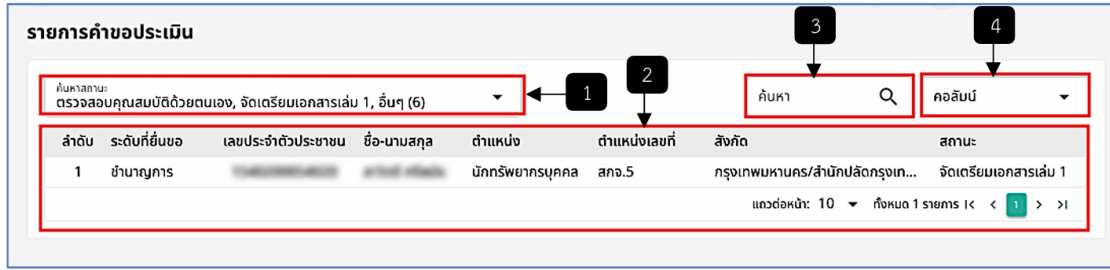 รายการคำขอประเมิน
3
4
ค้นหาสถานะ
ตรวจสอบคุณสมบัติด้วยตนเอง, จัดเตรียมเอกสารเล่ม 1, อื่นๆ (6)
1
2
ค้นหา
คอลัมน์
ลำดับ ระดับที่ยื่นขอ เลขประจำตัวประชาชน ชื่อ-นามสกุล ตำแหน่ง ตำแหน่งเลขที่ สังกัด สถานะ
1 ชำนาญการ นักทรัพยากรบุคคล สกจ.5 กรุงเทพมหานคร/สำนักปลัดกรุงเท... จัดเตรียมเอกสารเล่ม 1
แถวต่อหน้า: 10 ทั้งหมด 1 รายการ |< < 1 > >|